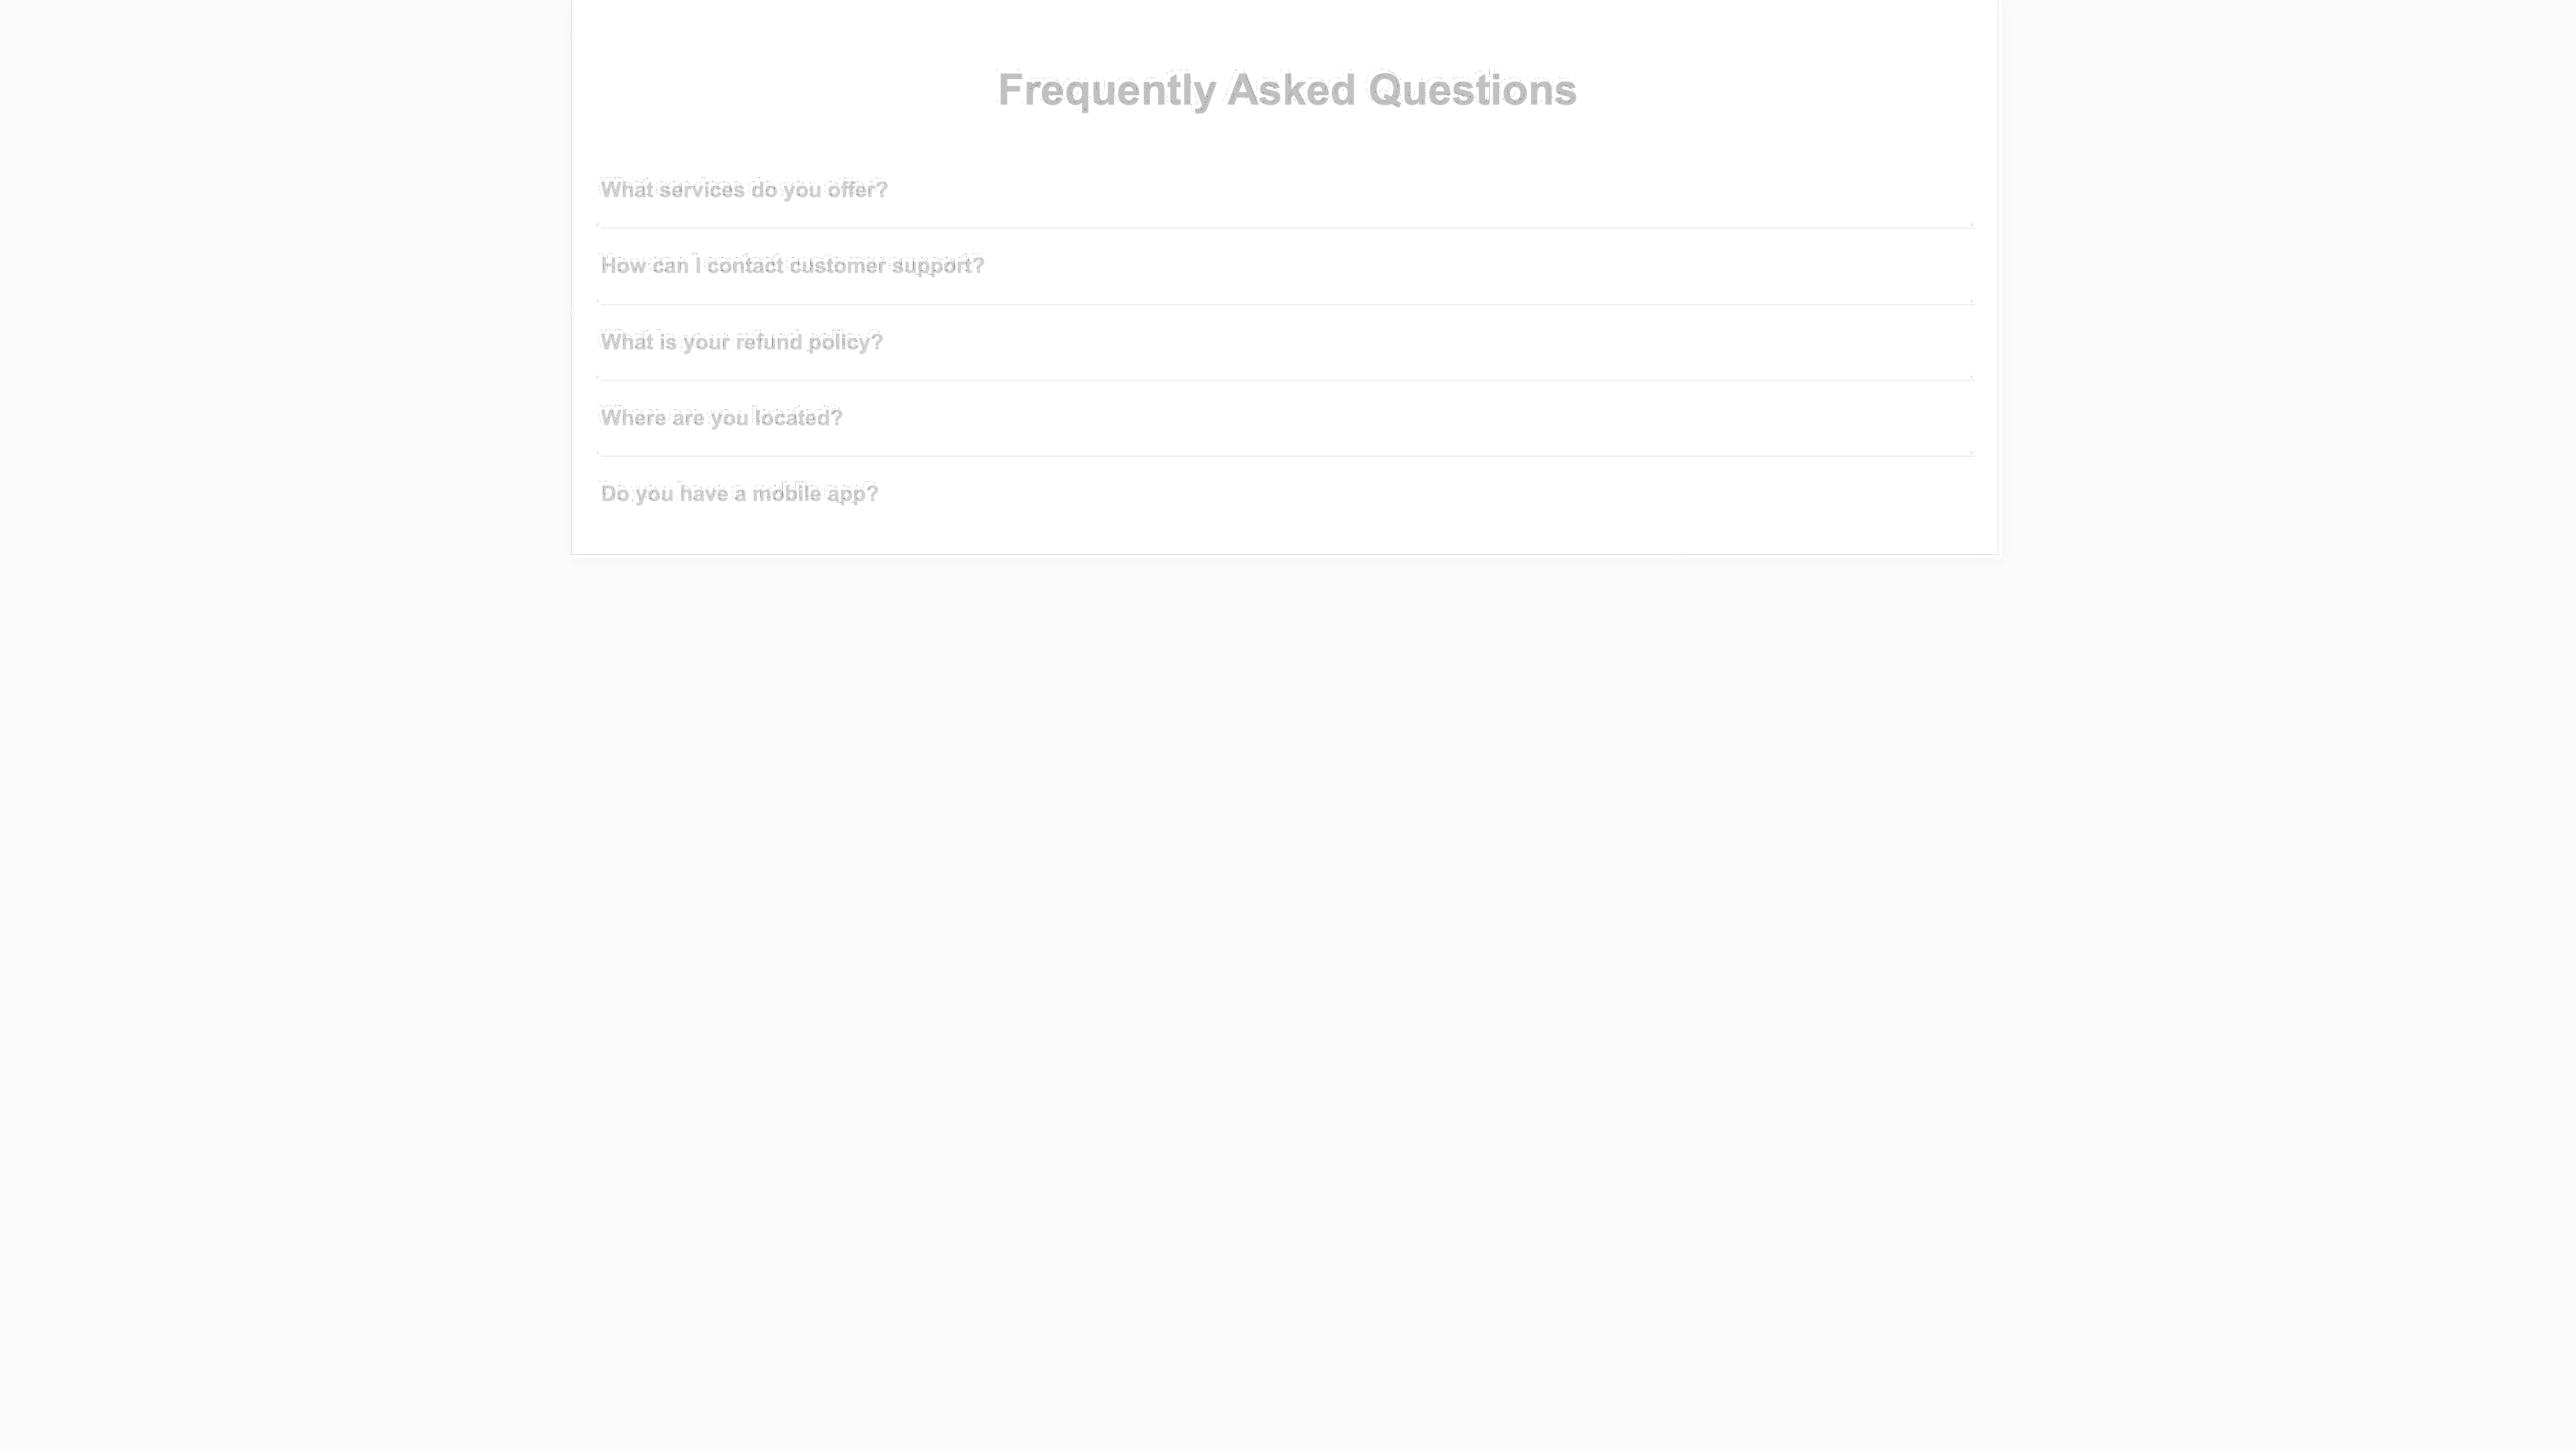 Frequently Asked Questions
What services do you offer?
How can I contact customer support?
What is your refund policy?
Where are you located?
Do you have a mobile app?